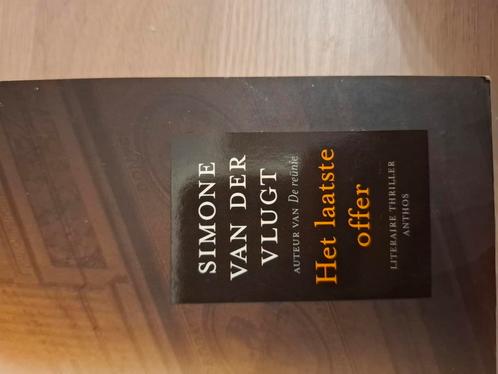 SIMONE
VAN DER
VLUGT
AUTEUR VAN De reünie
Het laatste
offer
LITERAIRE THRILLER
ANTHOS